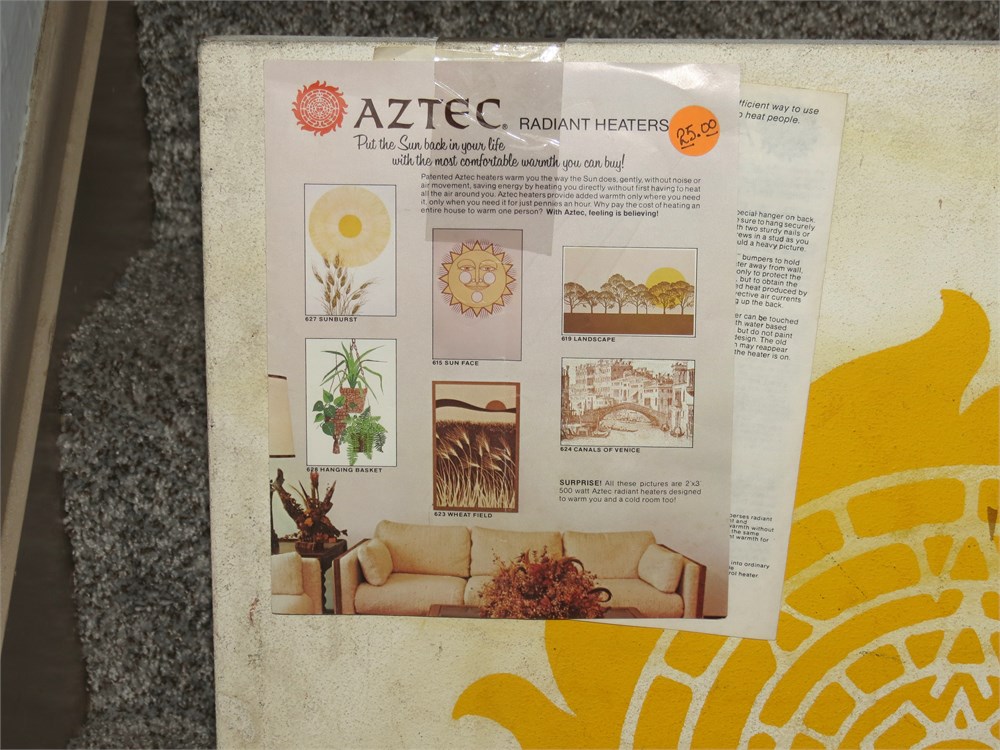 AZTEC® RADIANT HEATERS
25.00
Put the Sun back in your life
with the most comfortable warmth you can buy!
Patented Aztec heaters warm you the way the Sun does, gently, without noise or
air movement, saving energy by heating you directly without first having to heat
all the air around you. Aztec heaters provide added warmth only where you need
it, only when you need it for just pennies an hour. Why pay the cost of heating an
entire house to warm one person? With Aztec, feeling is believing!
627 SUNBURST
615 SUN FACE
619 LANDSCAPE
628 HANGING BASKET
623 WHEAT FIELD
624 CANALS OF VENICE
SURPRISE! All these pictures are 2'x3'
500 watt Aztec radiant heaters designed
to warm you and a cold room too!
fficient way to use
heat people.
pecial hanger on back.
sure to hang securely
th two sturdy nails or
rews in a stud as you
uld a heavy picture.
bumpers to hold
ter away from wall,
only to protect the
, but to obtain the
ed heat produced by
vective air currents
g up the back.
er can be touched
th water based
but do not paint
design. The old
n may reappear
the heater is on.
perses radiant
it and
warmth without
the same
nt warmth for
into ordinary
rol heater